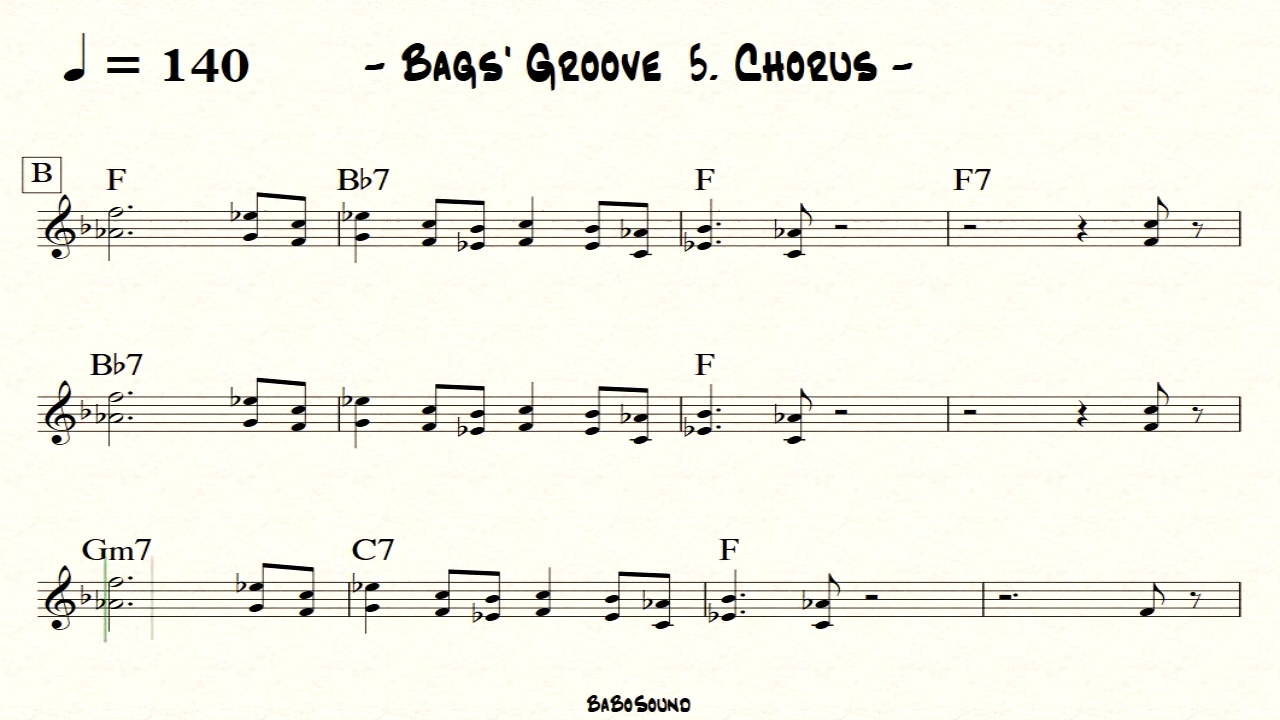 ♩ = 140 - Bags' Groove 5. Chorus -
B F B♭7 F F7
B♭7 F
Gm7 C7 F
BaBoSound